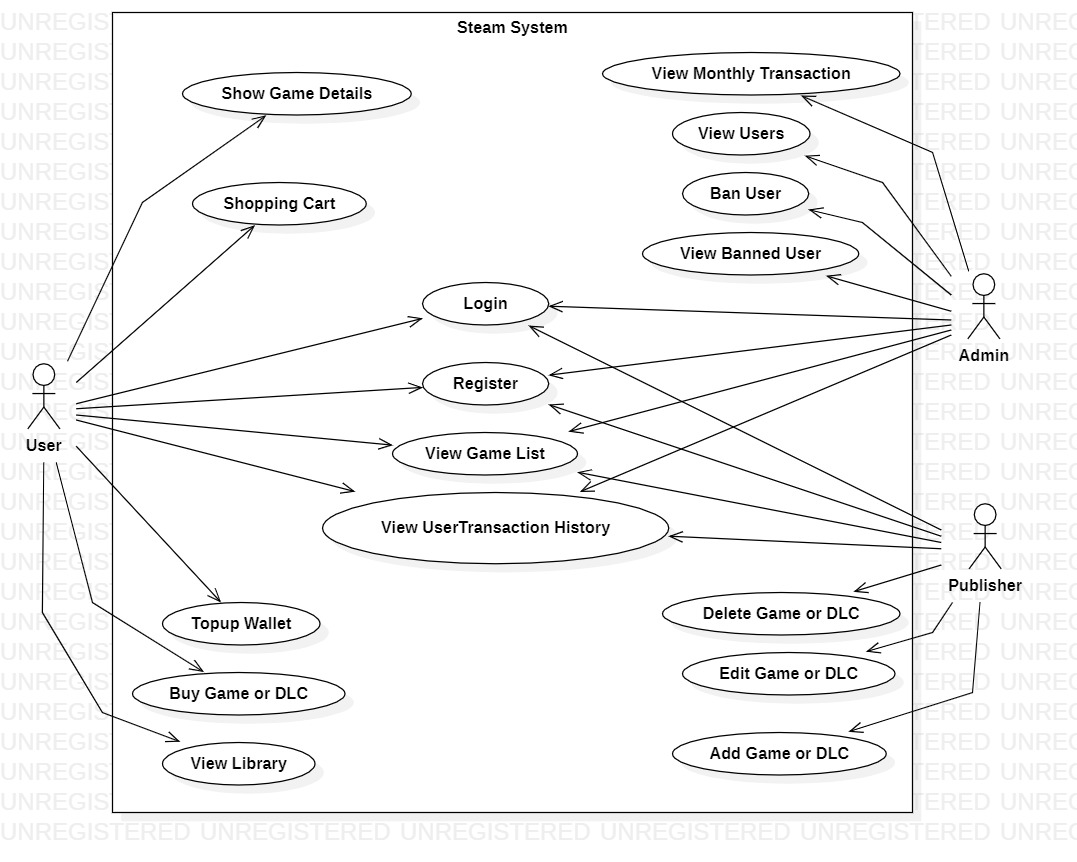 Steam System
Show Game Details
Shopping Cart
View Monthly Transaction
View Users
Ban User
View Banned User
Login
Register
View Game List
View UserTransaction History
User
Admin
Publisher
Topup Wallet
Buy Game or DLC
View Library
Delete Game or DLC
Edit Game or DLC
Add Game or DLC
UNREGISTERED UNREGISTERED UNREGISTERED UNREGISTERED UNREGISTERED UNREG